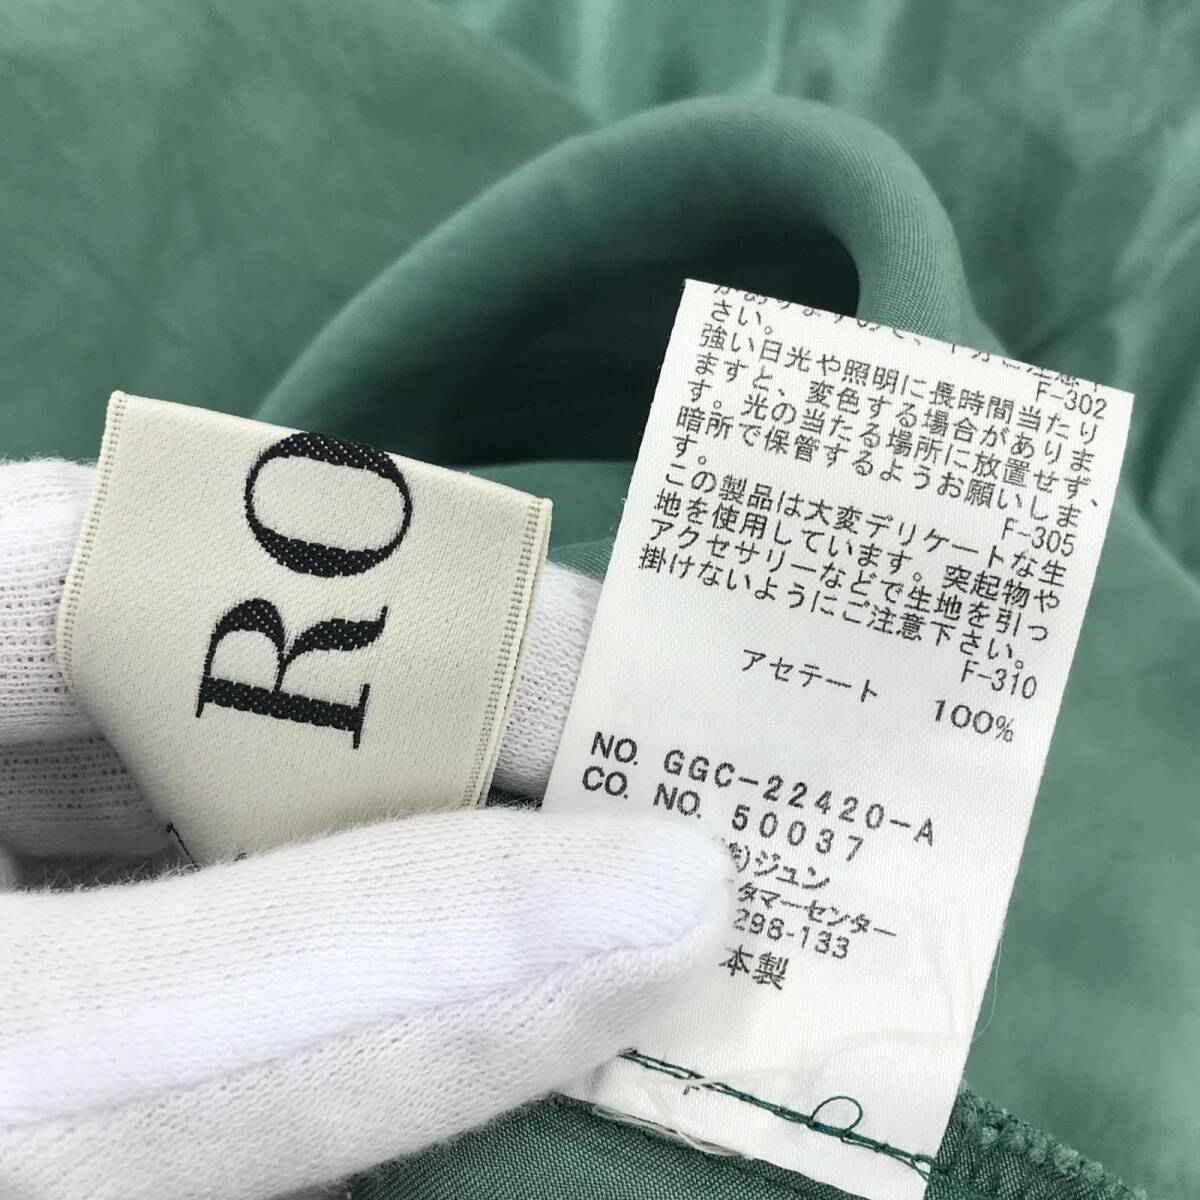 RO
さい。
F-302
強い日光や照明に長時間当たり
ますと、変色する場合がありま
す。光の当たる場所に放置せず、
暗所で保管するようお願いしま
す。
F-305
この製品は大変デリケートな生
地を使用しています。突起物や
アクセサリーなどで生地を引っ
掛けないようにご注意下さい。
F-310
アセテート 100%
NO. GGC-22420-A
CO. NO. 50037
ジュン
タマーセンター
298-133
本製